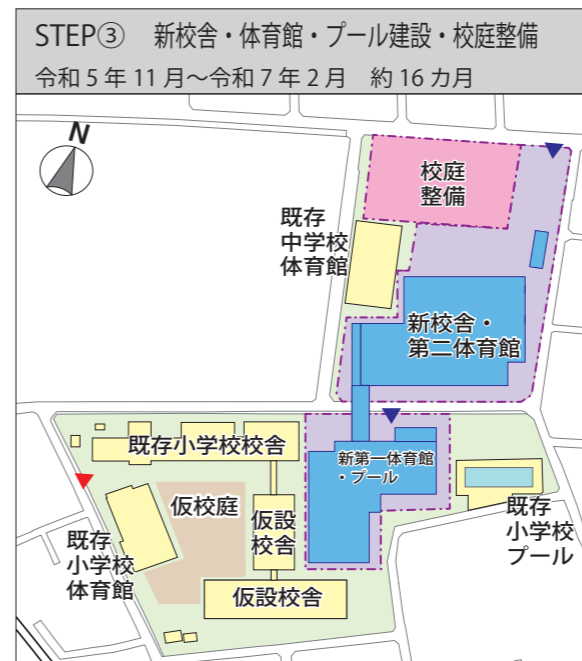 STEP③ 新校舎・体育館・プール建設・校庭整備
令和5年11月～令和7年2月 約16カ月
N
校庭
整備
既存
中学校
体育館
新校舎・
第二体育館
既存小学校校舎
新第一体育館
・プール
仮校庭
仮設
校舎
既存
小学校
プール
既存
小学校
体育館
仮設校舎